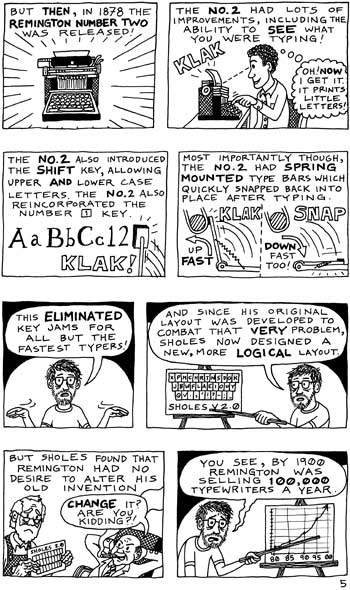 BUT THEN, IN 1878 THE
REMINGTON NUMBER TWO
WAS RELEASED!
THE NO.2 HAD LOTS OF
IMPROVEMENTS, INCLUDING THE
ABILITY TO SEE WHAT
YOU WERE TYPING!
KLAK
OH! NOW
I GET IT.
IT PRINTS
LITTLE
LETTERS!
THE NO.2 ALSO INTRODUCED
THE SHIFT KEY, ALLOWING
UPPER AND LOWER CASE
LETTERS. THE NO.2 ALSO
REINCORPORATED THE
NUMBER 1 KEY.
AaBbCc12
KLAK!
MOST IMPORTANTLY THOUGH,
THE NO.2 HAD SPRING
MOUNTED TYPE BARS WHICH
QUICKLY SNAPPED BACK INTO
PLACE AFTER TYPING.
KLAK
SNAP
UP
FAST
DOWN
FAST
TOO!
THIS ELIMINATED
KEY JAMS FOR
ALL BUT THE
FASTEST TYPERS!
AND SINCE HIS ORIGINAL
LAYOUT WAS DEVELOPED TO
COMBAT THAT VERY PROBLEM,
SHOLES NOW DESIGNED A
NEW, MORE LOGICAL LAYOUT.
SHOLES V 2.0
BUT SHOLES FOUND THAT
REMINGTON HAD NO
DESIRE TO ALTER HIS
OLD INVENTION
CHANGE IT?
ARE YOU
KIDDING?!
SHOLES 2.0
YOU SEE, BY 1900
REMINGTON WAS
SELLING 100,000
TYPEWRITERS A YEAR.
80 85 90 95 00
5